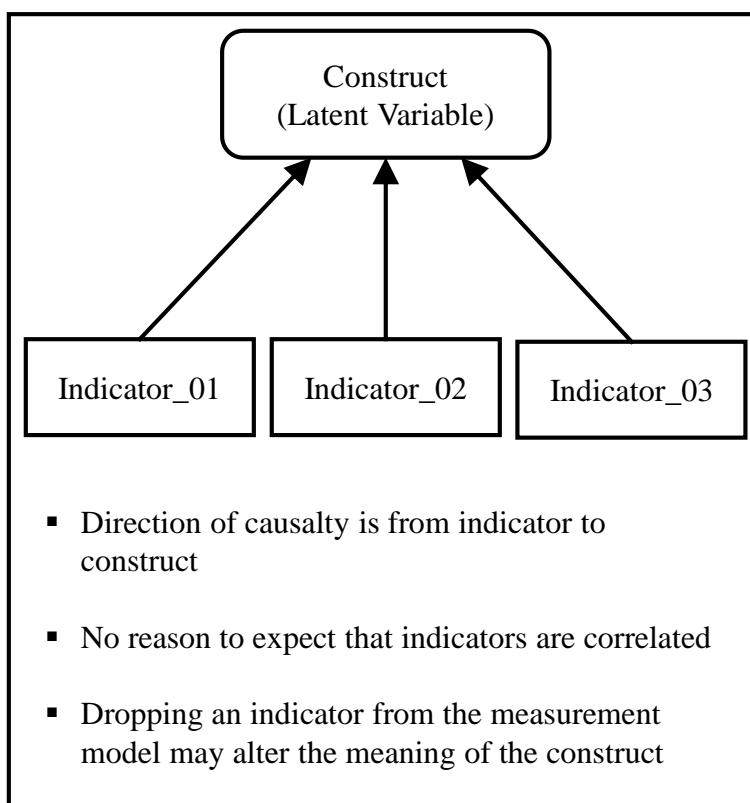 Construct
(Latent Variable)
Indicator_01
Indicator_02
Indicator_03
▪ Direction of causalty is from indicator to
construct
▪ No reason to expect that indicators are correlated
▪ Dropping an indicator from the measurement
model may alter the meaning of the construct